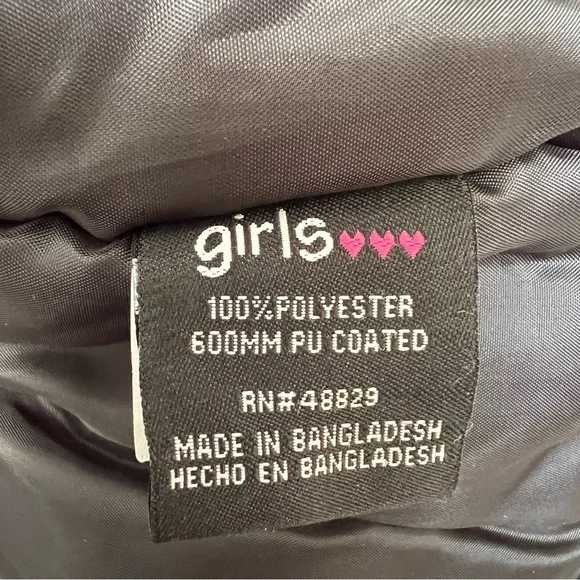 girls
100%POLYESTER
600MM PU COATED
RN#48829
MADE IN BANGLADESH
HECHO EN BANGLADESH